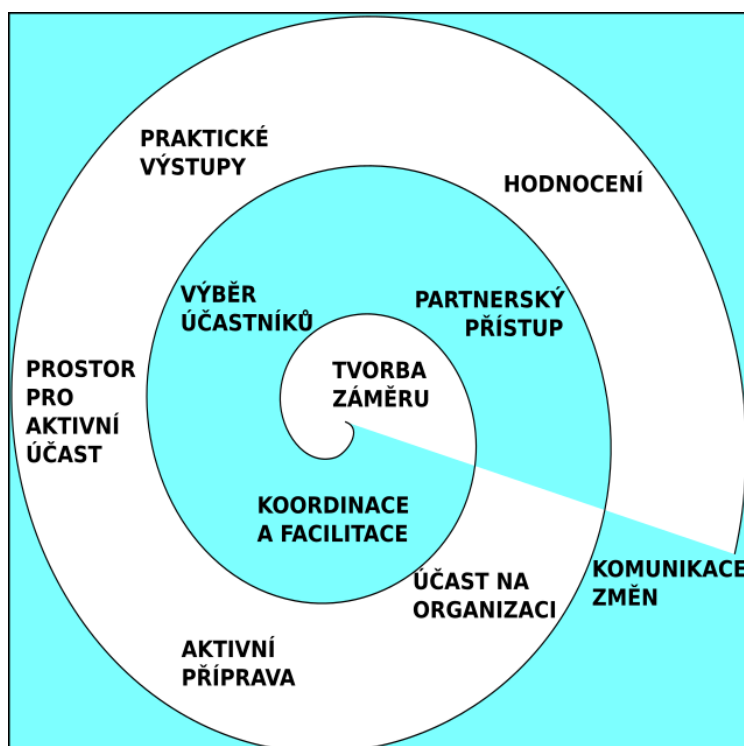 PRAKTICKÉ
VÝSTUPY
HODNOCENÍ
VÝBĚR
ÚČASTNÍKŮ
PARTNERSKÝ
PŘÍSTUP
TVORBA
ZÁMĚRU
PROSTOR
PRO
AKTIVNÍ
ÚČAST
KOORDINACE
A FACILITACE
ÚČAST NA
ORGANIZACI
KOMUNIKACE
ZMĚN
AKTIVNÍ
PŘÍPRAVA